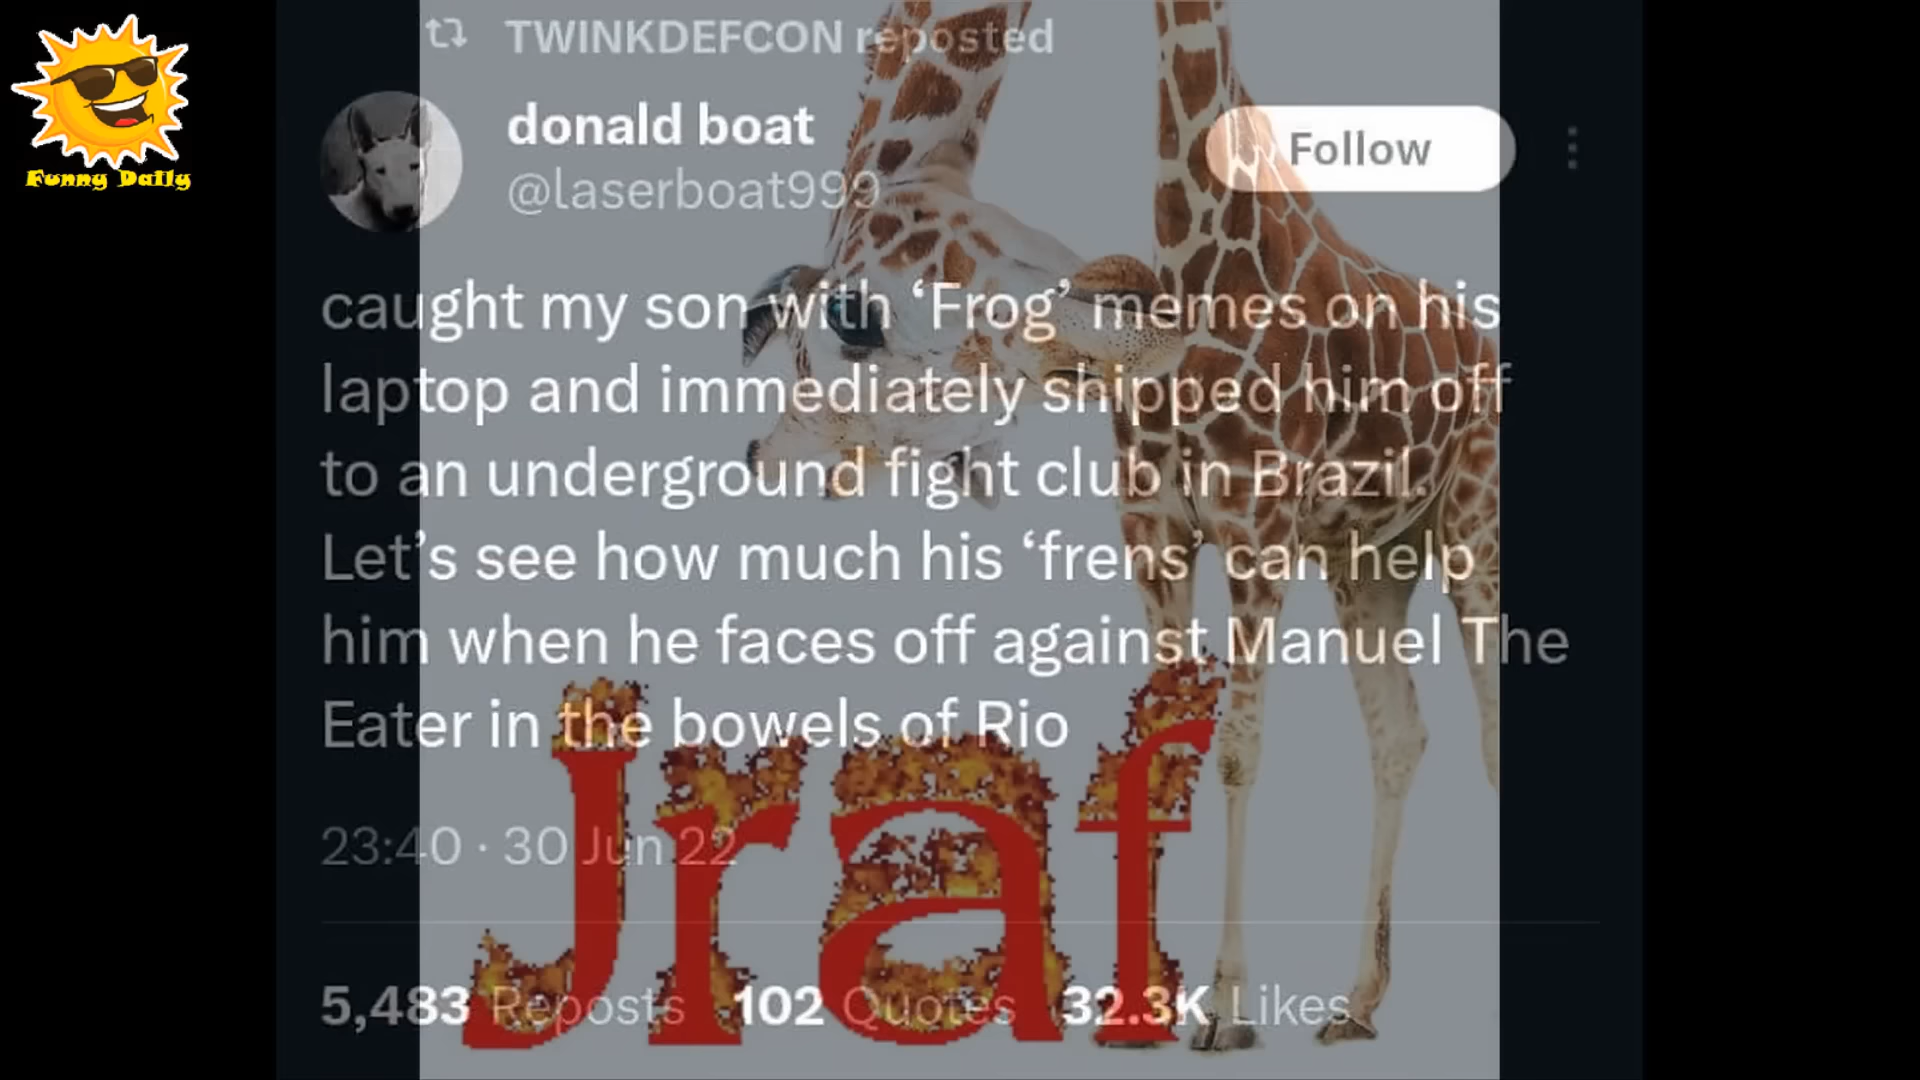 TWINKDEFCON reposted
donald boat
@laserboat999
Follow
Funny Daily
caught my son with ‘Frog’ memes on his
laptop and immediately shipped him off
to an underground fight club in Brazil.
Let’s see how much his ‘frens’ can help
him when he faces off against Manuel The
Eater in the bowels of Rio
23:40 · 30 Jun 22
Jraf
5,483 Reposts 102 Quotes 32.3K Likes